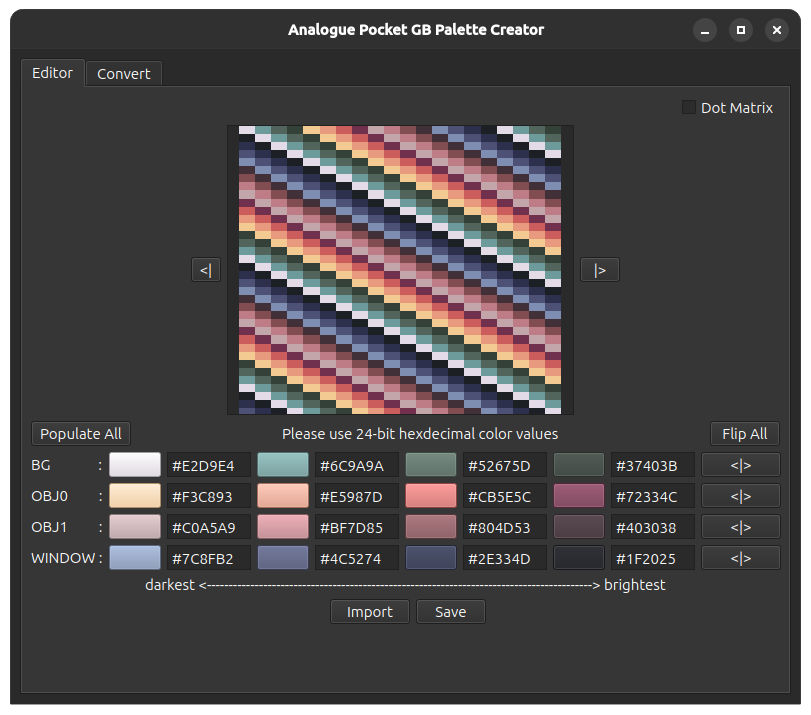 Analogue Pocket GB Palette Creator
Editor Convert
Dot Matrix
<| |>
Populate All Please use 24-bit hexdecimal color values Flip All
BG : #E2D9E4 #6C9A9A #52675D #37403B <|>
OBJ0 : #F3C893 #E5987D #CB5E5C #72334C <|>
OBJ1 : #C0A5A9 #BF7D85 #804D53 #403038 <|>
WINDOW : #7C8FB2 #4C5274 #2E334D #1F2025 <|>
darkest <------------------------------------------------------------------------------------------> brightest
Import Save